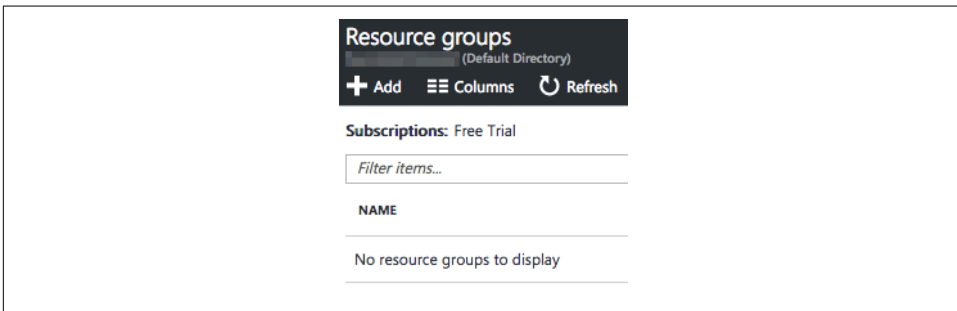 Resource groups
(Default Directory)
Add Columns Refresh
Subscriptions: Free Trial
Filter items...
NAME
No resource groups to display